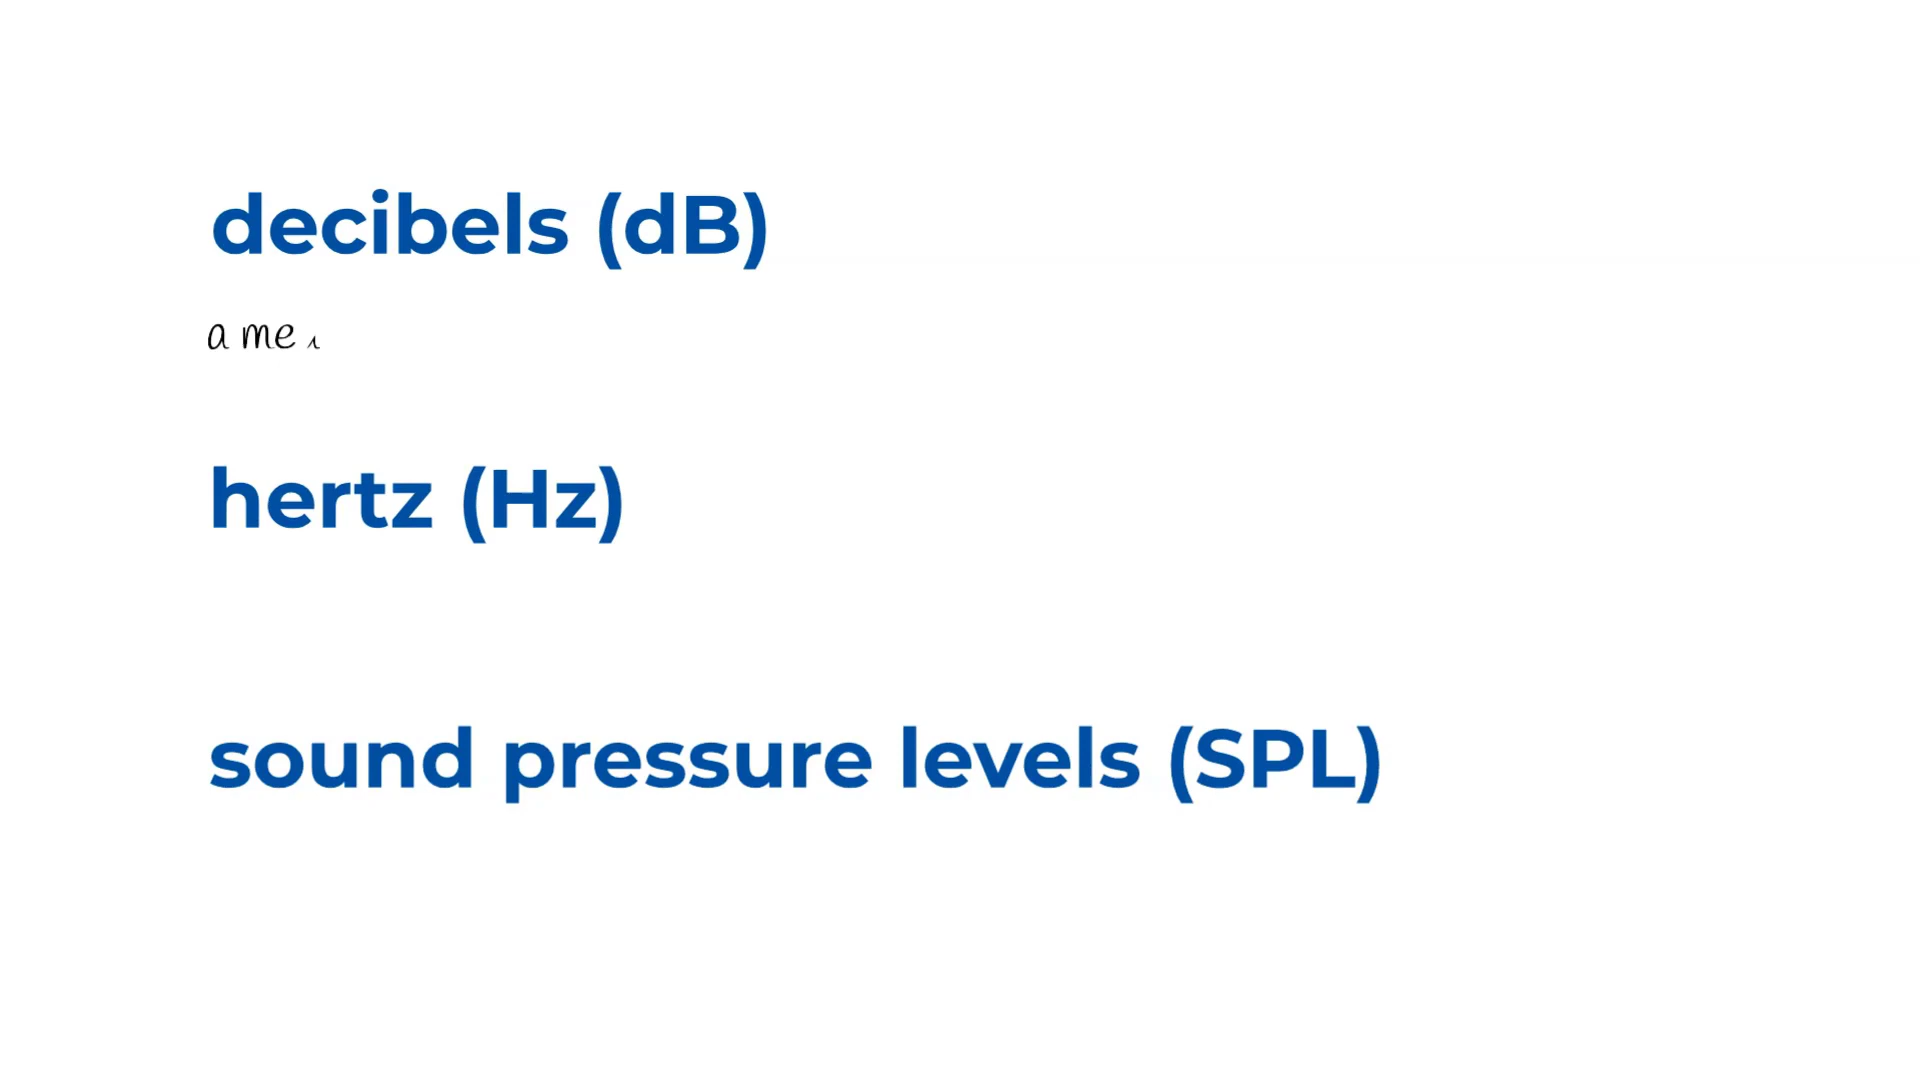 decibels (dB)
a me
hertz (Hz)
sound pressure levels (SPL)